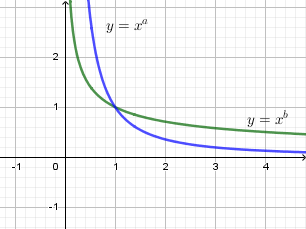 y = x^a
2
1
y = x^b
-1 0 1 2 3 4
-1